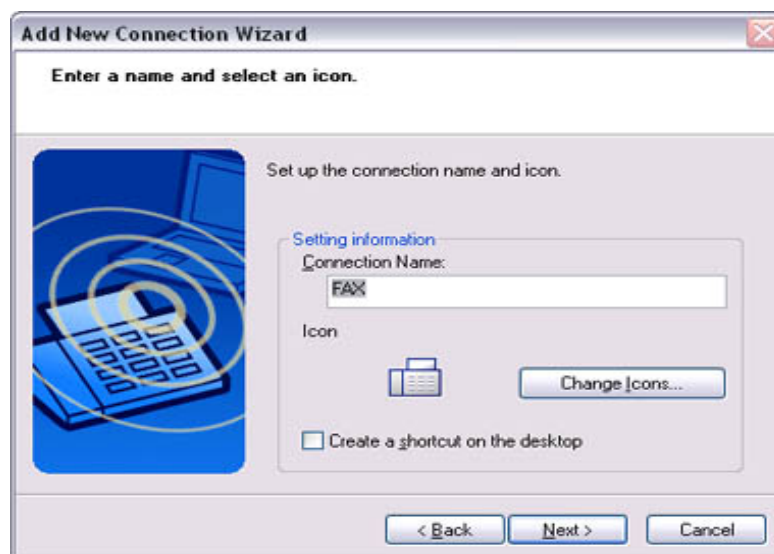 Add New Connection Wizard
Enter a name and select an icon.
Set up the connection name and icon.
Setting information
Connection Name:
FAX
Icon
Change Icons...
Create a shortcut on the desktop
< Back
Next >
Cancel